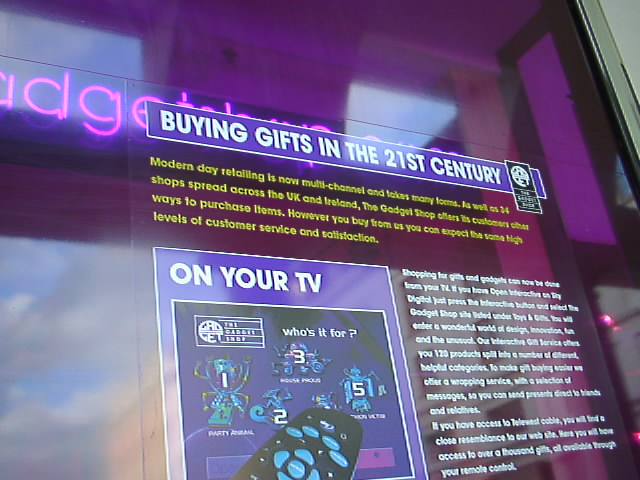 adgetshop
BUYING GIFTS IN THE 21ST CENTURY
THE
GADGET
SHOP
Modern day retailing is now multi-channel and takes many forms. As well as 34
shops spread across the UK and Ireland, The Gadget Shop offers its customers other
ways to purchase items. However you buy from us you can expect the same high
levels of customer service and satisfaction.
ON YOUR TV
GADGET
THE
GADGET
SHOP
who's it for ?
1
3
5
2
HOUSE PROUD
PARTY ANIMAL
VICTIM
Shopping for gifts and gadgets can now be done
from your TV. If you have Open Interactive on Sky
Digital just press the Interactive button and select The
Gadget Shop site listed under Toys & Gifts. You will
enter a wonderful world of design, innovation, fun
and the unusual. Our Interactive Gift Service offers
you 120 products split into a number of different,
helpful categories. To make gift buying easier we
offer a wrapping service, with a selection of
messages, so you can send presents direct to friends
and relatives.
If you have access to Telewest cable, you will find a
close resemblance to our web site. Here you will have
access to over a thousand gifts, all available through
your remote control.